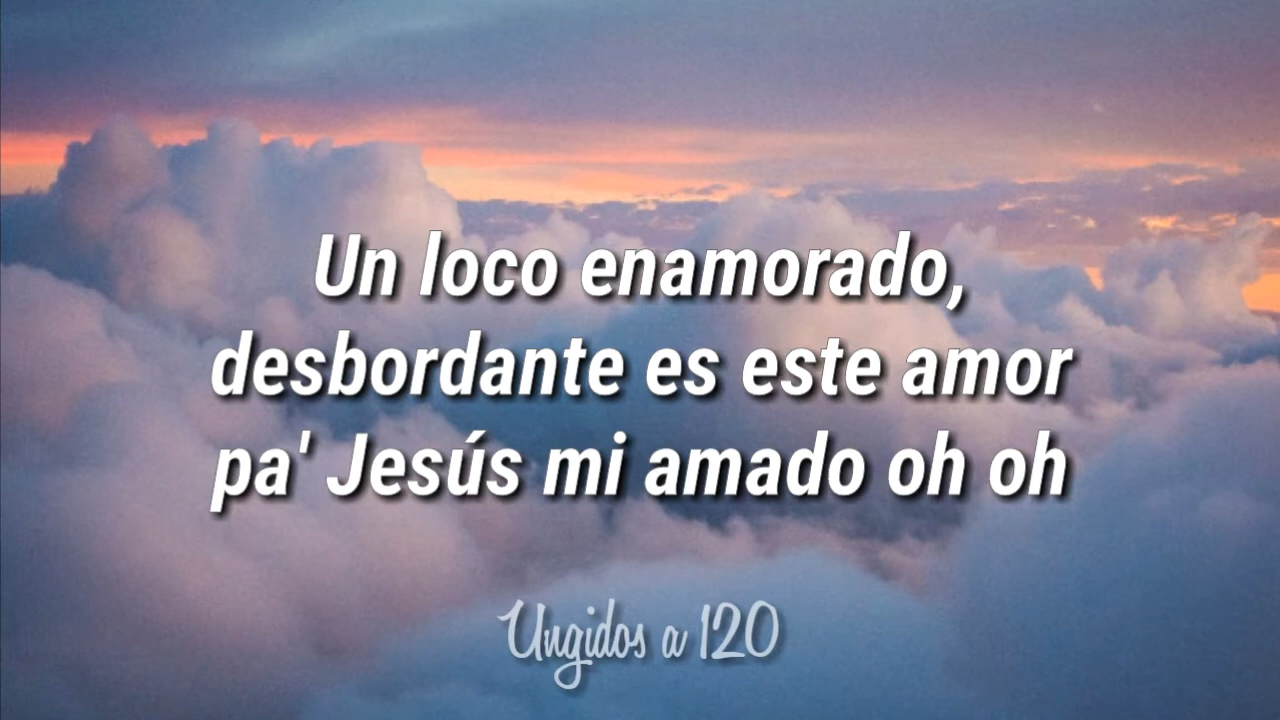 Un loco enamorado,
desbordante es este amor
pa' Jesús mi amado oh oh
Ungidos a 120